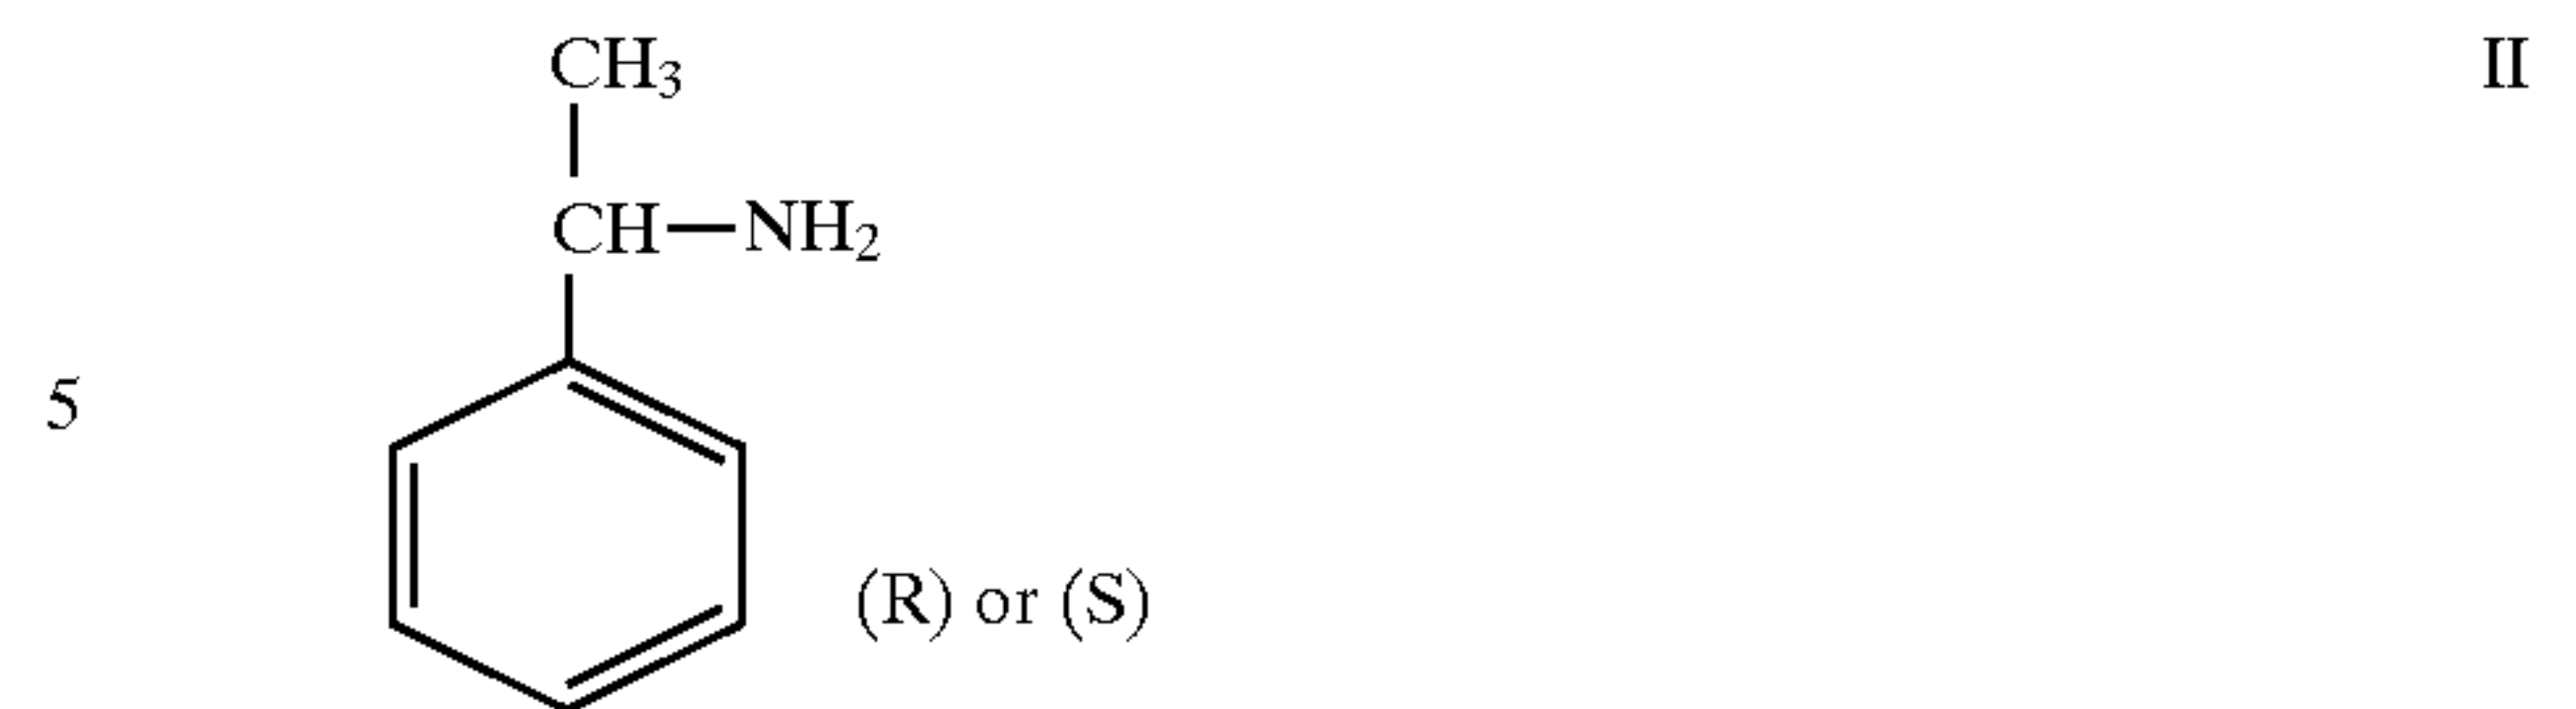 CH₃ II
CH—NH₂
5
(R) or (S)